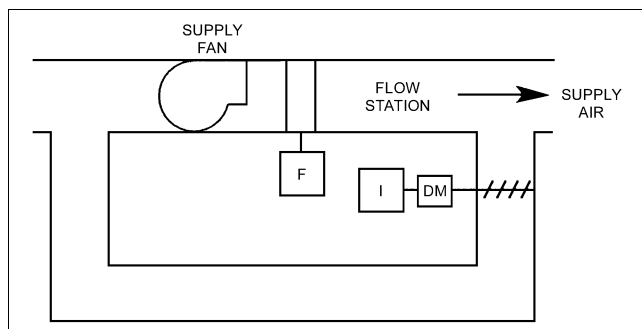 SUPPLY
FAN
FLOW
STATION
SUPPLY
AIR
F
I
DM